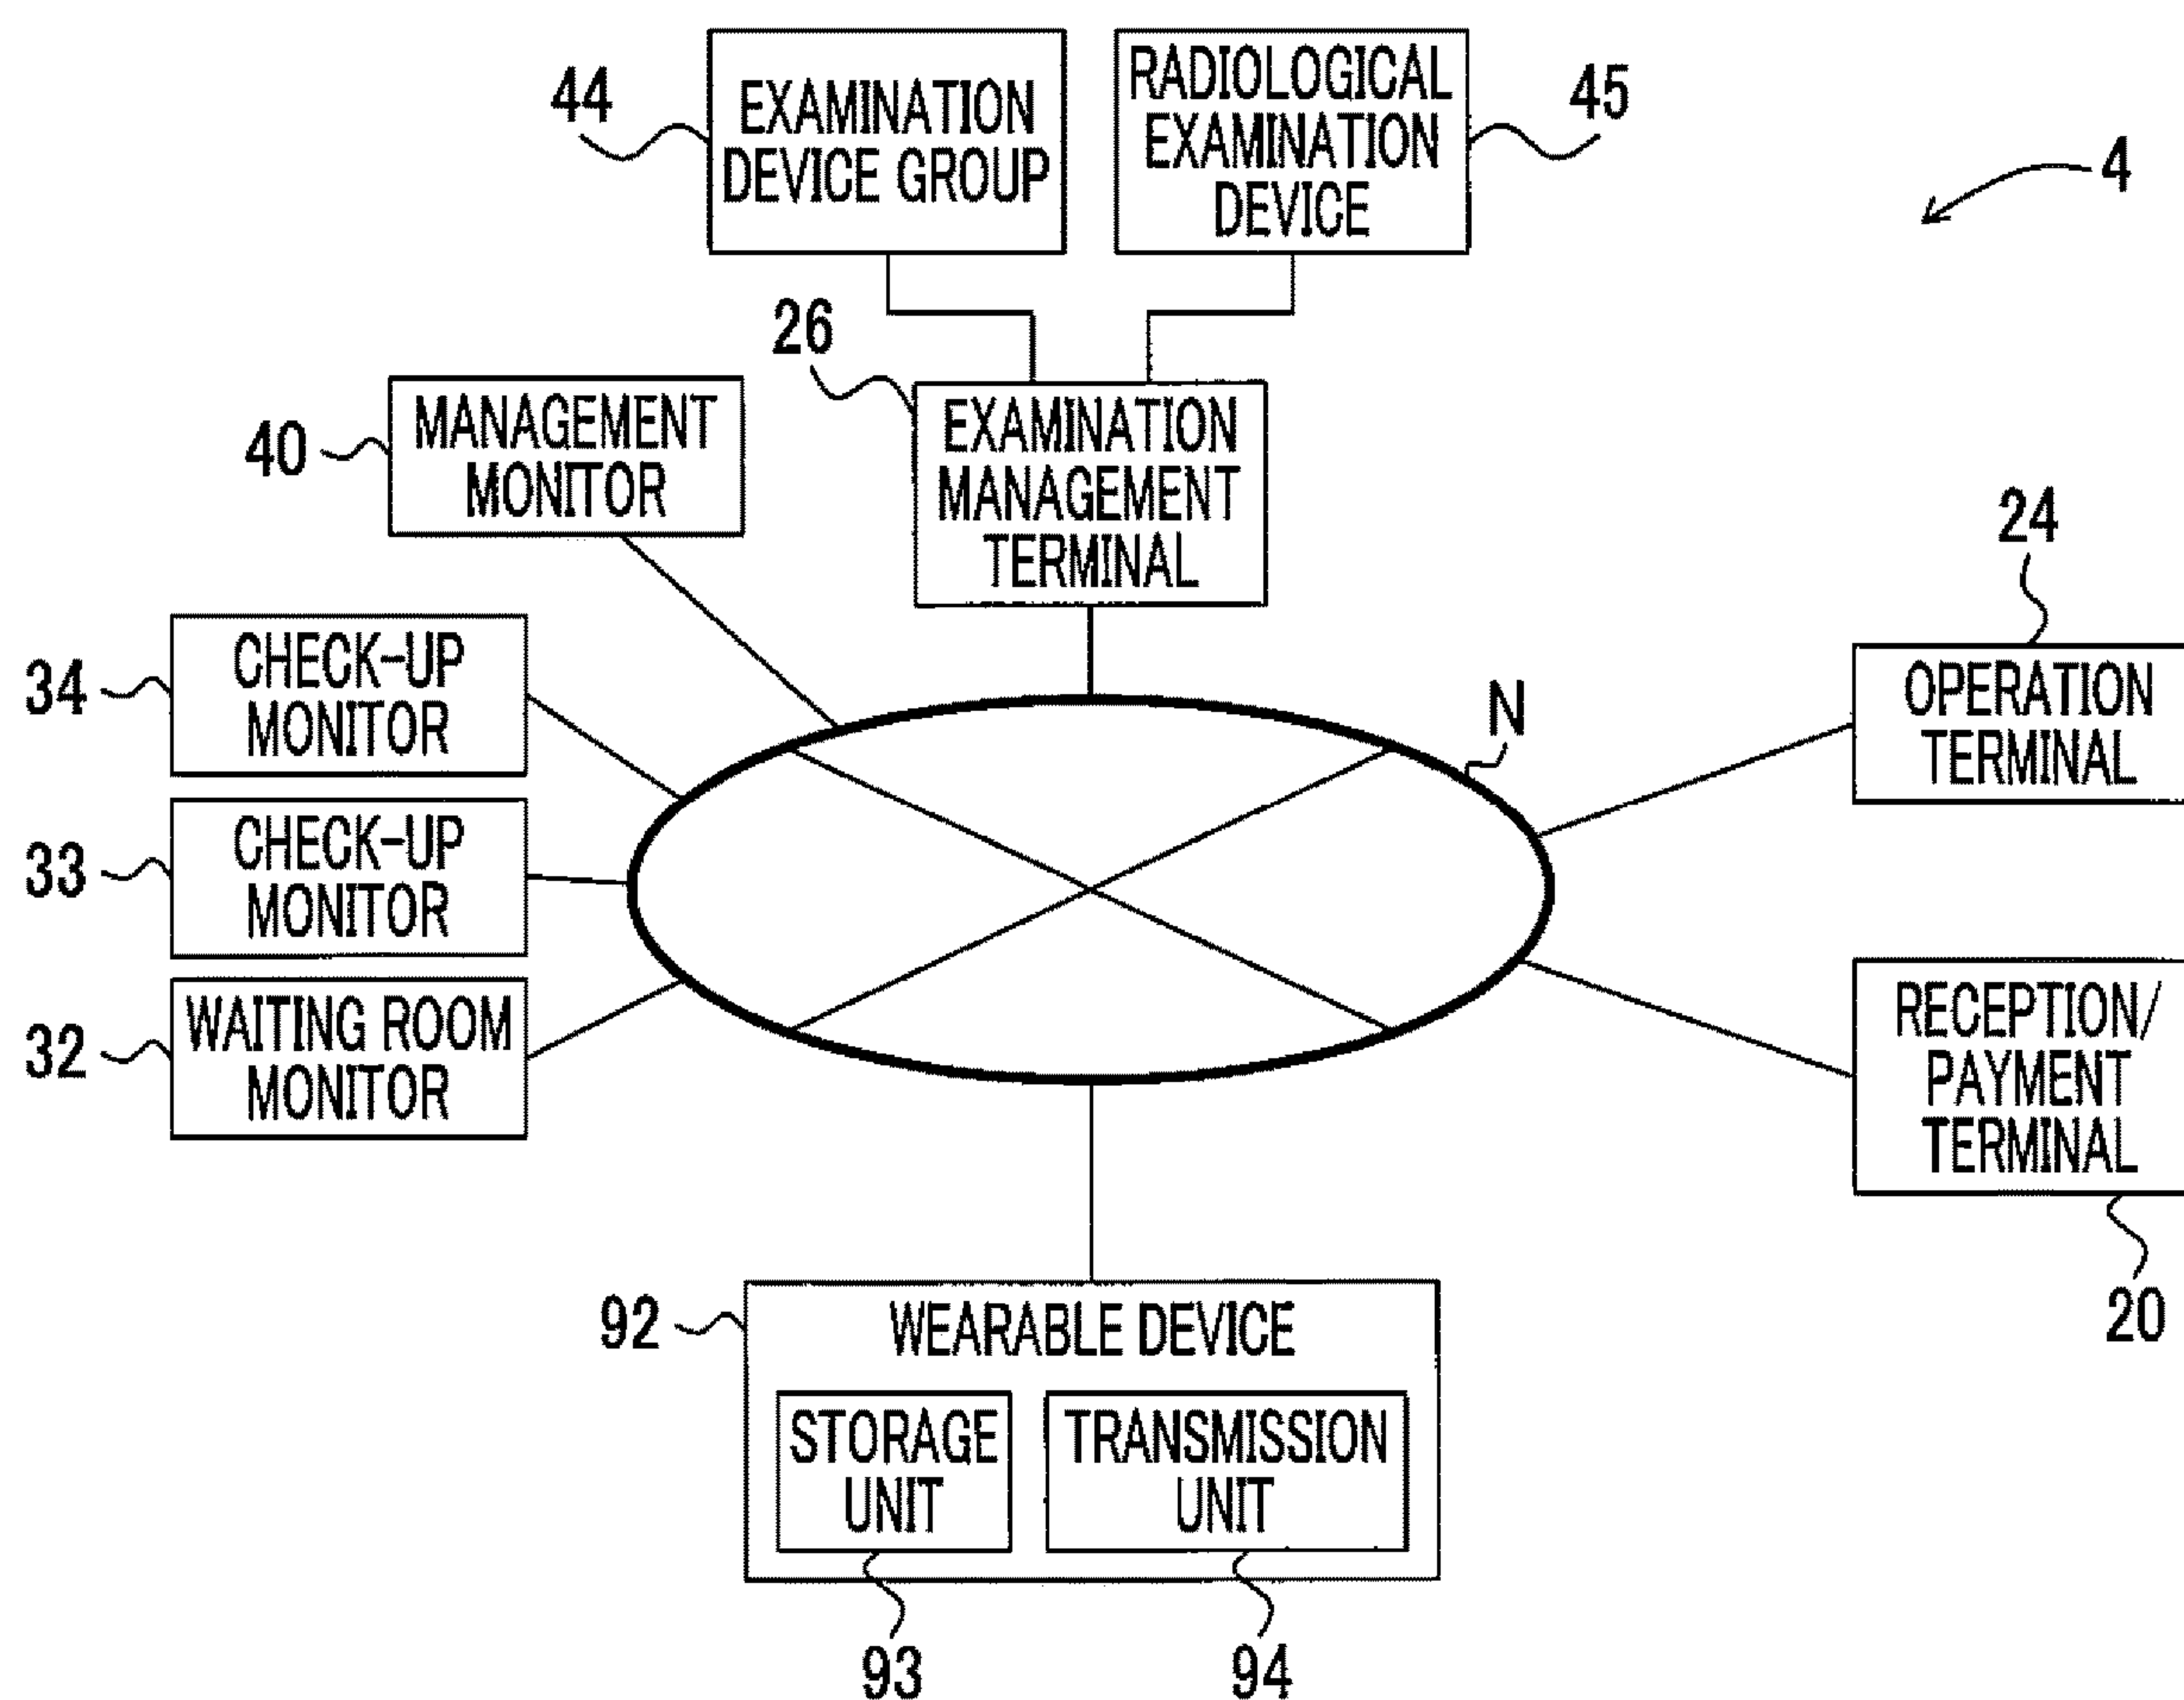 44
EXAMINATION
DEVICE GROUP
RADIOLOGICAL
EXAMINATION
DEVICE
45
4
26
EXAMINATION
MANAGEMENT
TERMINAL
40
MANAGEMENT
MONITOR
24
OPERATION
TERMINAL
34
CHECK-UP
MONITOR
N
33
CHECK-UP
MONITOR
32
WAITING ROOM
MONITOR
RECEPTION/
PAYMENT
TERMINAL
20
92
WEARABLE DEVICE
STORAGE
UNIT
TRANSMISSION
UNIT
93
94